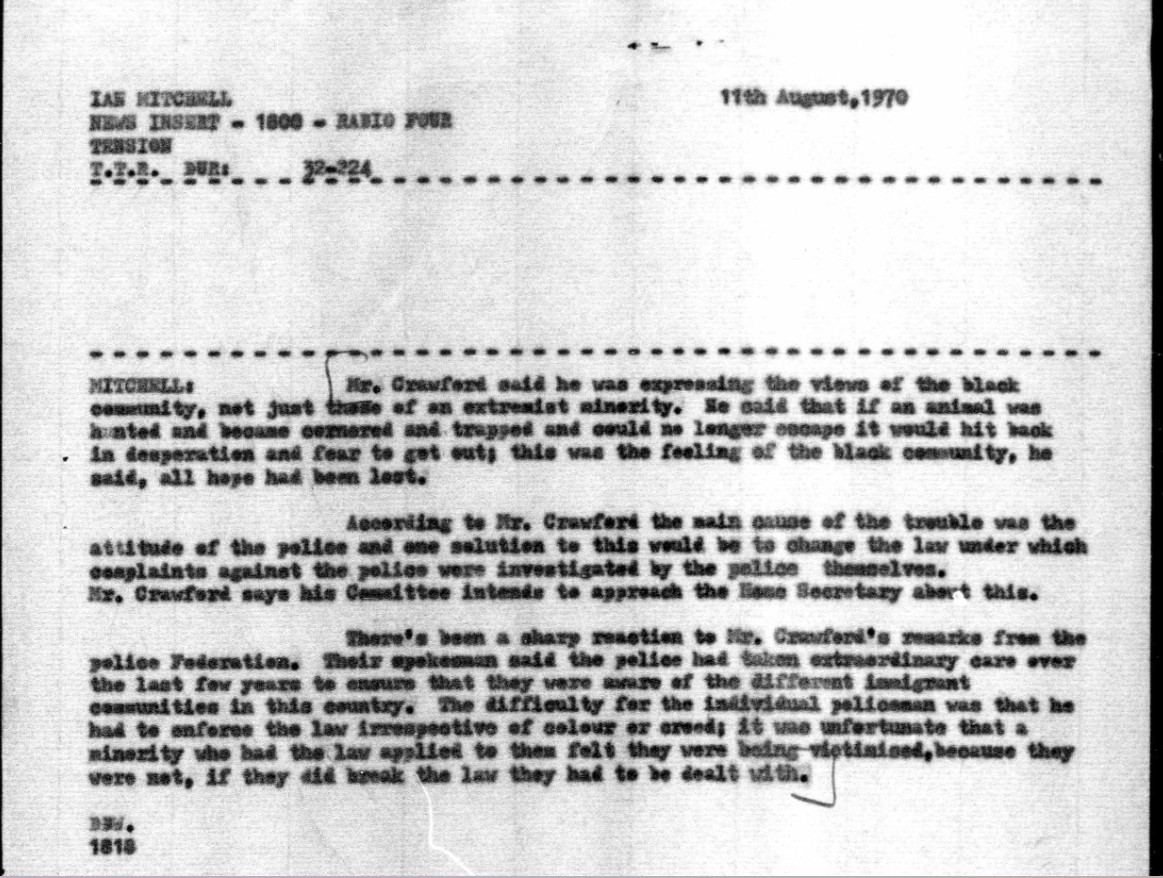 IAN MITCHELL
11th August,1970
NEWS INSERT - 1800 - RADIO FOUR
TENSION
T.T.R. DUR: 32-224
MITCHELL: Mr. Crawford said he was expressing the views of the black
community, not just those of an extremist minority. He said that if an animal was
hunted and became cornered and trapped and could no longer escape it would hit back
in desperation and fear to get out; this was the feeling of the black community, he
said, all hope had been lost.
According to Mr. Crawford the main cause of the trouble was the
attitude of the police and one solution to this would be to change the law under which
complaints against the police were investigated by the police themselves.
Mr. Crawford says his Committee intends to approach the Home Secretary about this.
There's been a sharp reaction to Mr. Crawford's remarks from the
police Federation. Their spokesman said the police had taken extraordinary care over
the last few years to ensure that they were aware of the different immigrant
communities in this country. The difficulty for the individual policeman was that he
had to enforce the law irrespective of colour or creed; it was unfortunate that a
minority who had the law applied to them felt they were being victimised,because they
were not, if they did break the law they had to be dealt with.
1818